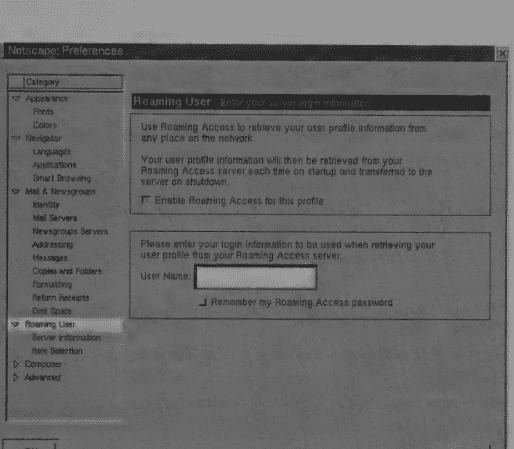 Netscape: Preferences
Category
Appearance
Fonts
Colors
Navigator
Languages
Applications
Smart Browsing
Mail & Newsgroups
Identity
Mail Servers
Newsgroups Servers
Addressing
Messages
Copies and Folders
Formatting
Return Receipts
Disk Space
Roaming User
Server Information
Item Selection
Composer
Advanced
Roaming User Enter your server login information
Use Roaming Access to retrieve your user profile information from
any place on the network
Your user profile information will then be retrieved from your
Roaming Access server each time on startup and transferred to the
server on shutdown.
Enable Roaming Access for this profile
Please enter your login information to be used when retrieving your
user profile from your Roaming Access server.
User Name:
Remember my Roaming Access password